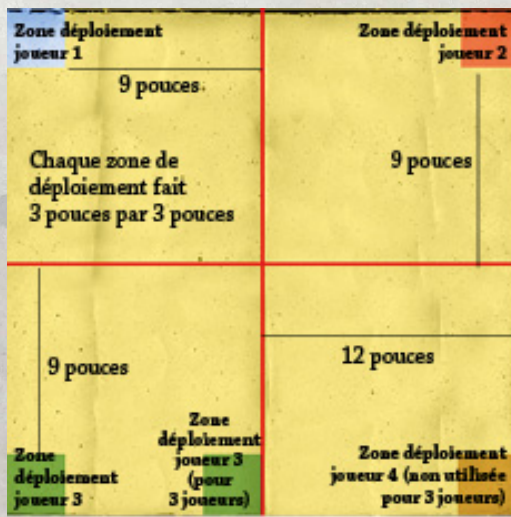 Zone déploiement
joueur 1
Zone déploiement
joueur 2
9 pouces
Chaque zone de
déploiement fait
3 pouces par 3 pouces
9 pouces
9 pouces
12 pouces
Zone
déploiement
joueur 3
Zone
déploiement
joueur 3
(pour
3 joueurs)
Zone déploiement
joueur 4 (non utilisée
pour 3 joueurs)